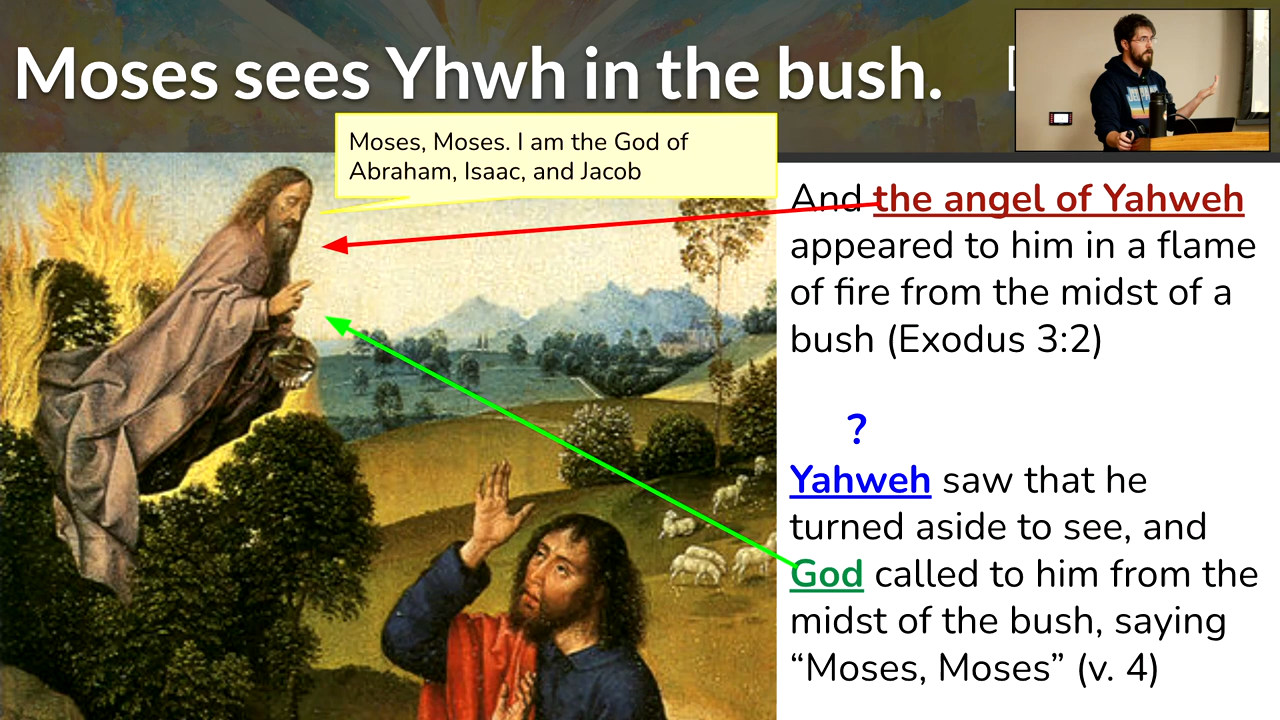 Moses sees Yhwh in the bush.
Moses, Moses. I am the God of
Abraham, Isaac, and Jacob
And the angel of Yahweh
appeared to him in a flame
of fire from the midst of a
bush (Exodus 3:2)
?
Yahweh saw that he
turned aside to see, and
God called to him from the
midst of the bush, saying
“Moses, Moses” (v. 4)